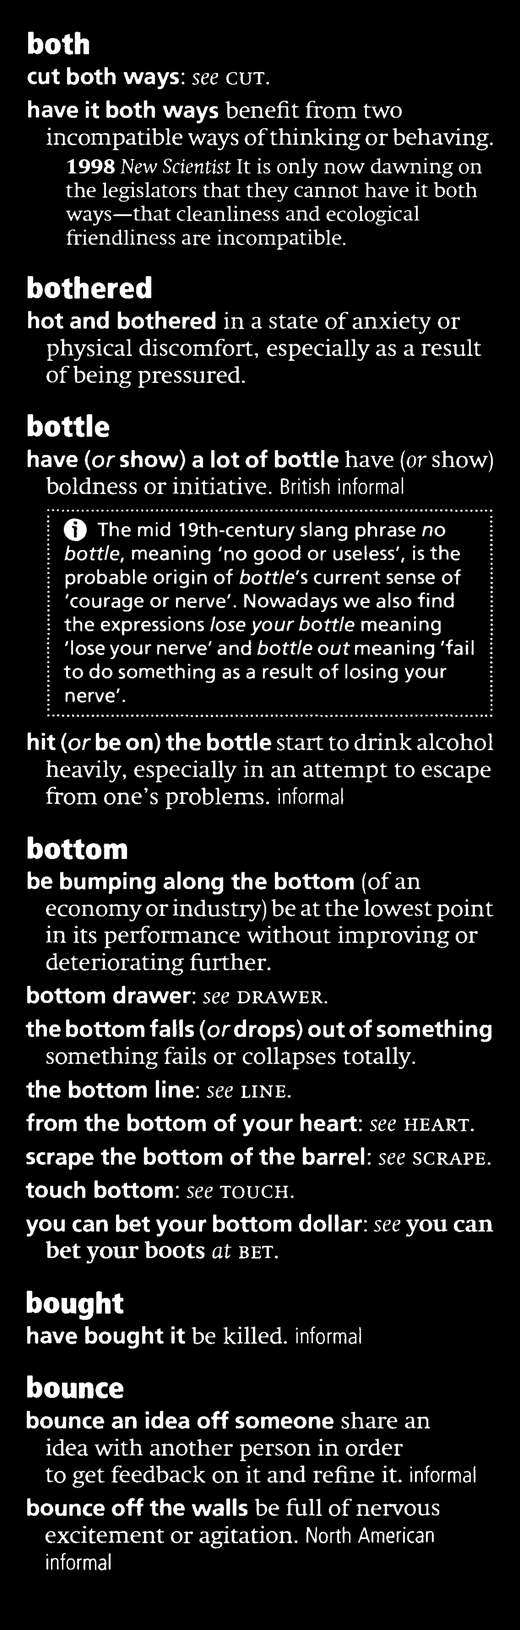 both
cut both ways: see CUT.
have it both ways benefit from two
incompatible ways of thinking or behaving.
1998 New Scientist It is only now dawning on
the legislators that they cannot have it both
ways—that cleanliness and ecological
friendliness are incompatible.
bothered
hot and bothered in a state of anxiety or
physical discomfort, especially as a result
of being pressured.
bottle
have (or show) a lot of bottle have (or show)
boldness or initiative. British informal
i The mid 19th-century slang phrase no
bottle, meaning ‘no good or useless’, is the
probable origin of bottle’s current sense of
‘courage or nerve’. Nowadays we also find
the expressions lose your bottle meaning
‘lose your nerve’ and bottle out meaning ‘fail
to do something as a result of losing your
nerve’.
hit (or be on) the bottle start to drink alcohol
heavily, especially in an attempt to escape
from one’s problems. informal
bottom
be bumping along the bottom (of an
economy or industry) be at the lowest point
in its performance without improving or
deteriorating further.
bottom drawer: see DRAWER.
the bottom falls (or drops) out of something
something fails or collapses totally.
the bottom line: see LINE.
from the bottom of your heart: see HEART.
scrape the bottom of the barrel: see SCRAPE.
touch bottom: see TOUCH.
you can bet your bottom dollar: see you can
bet your boots at BET.
bought
have bought it be killed. informal
bounce
bounce an idea off someone share an
idea with another person in order
to get feedback on it and refine it. informal
bounce off the walls be full of nervous
excitement or agitation. North American
informal